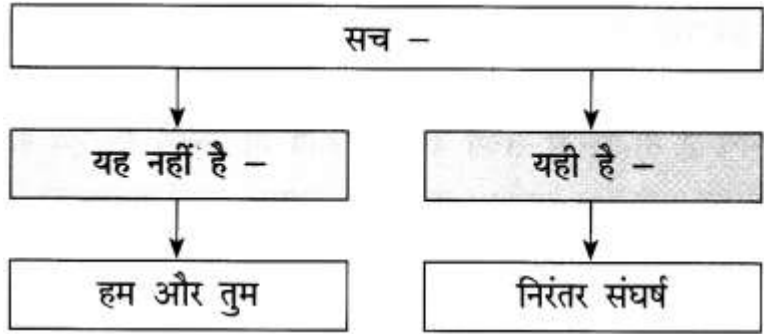 सच –
यह नहीं है –
यही है –
हम और तुम
निरंतर संघर्ष